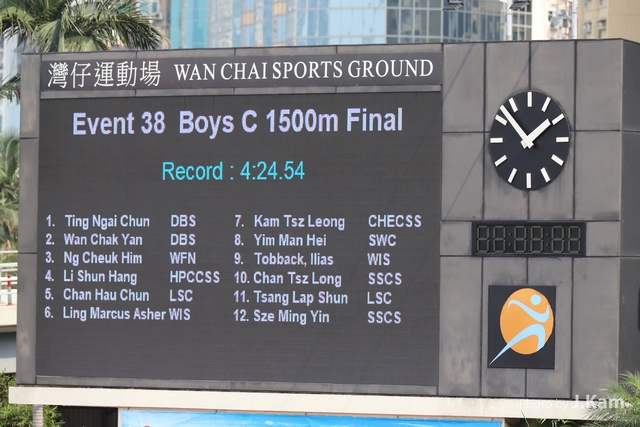 灣仔運動場 WAN CHAI SPORTS GROUND
Event 38 Boys C 1500m Final
Record : 4:24.54
1. Ting Ngai Chun DBS
2. Wan Chak Yan DBS
3. Ng Cheuk Him WFN
4. Li Shun Hang HPCCSS
5. Chan Hau Chun LSC
6. Ling Marcus Asher WIS
7. Kam Tsz Leong CHECSS
8. Yim Man Hei SWC
9. Tobback, Ilias WIS
10. Chan Tsz Long SSCS
11. Tsang Lap Shun LSC
12. Sze Ming Yin SSCS
Photo by J.Kam